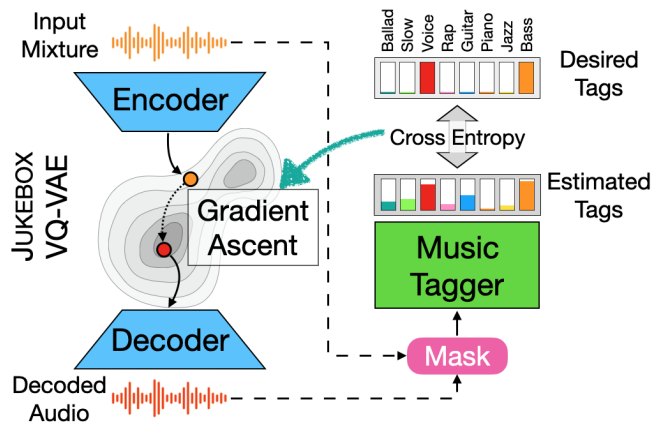 Input
Mixture
Encoder
JUKEBOX
VQ-VAE
Gradient
Ascent
Decoder
Decoded
Audio
Ballad
Slow
Voice
Rap
Guitar
Piano
Jazz
Bass
Desired
Tags
Cross Entropy
Estimated
Tags
Music
Tagger
Mask